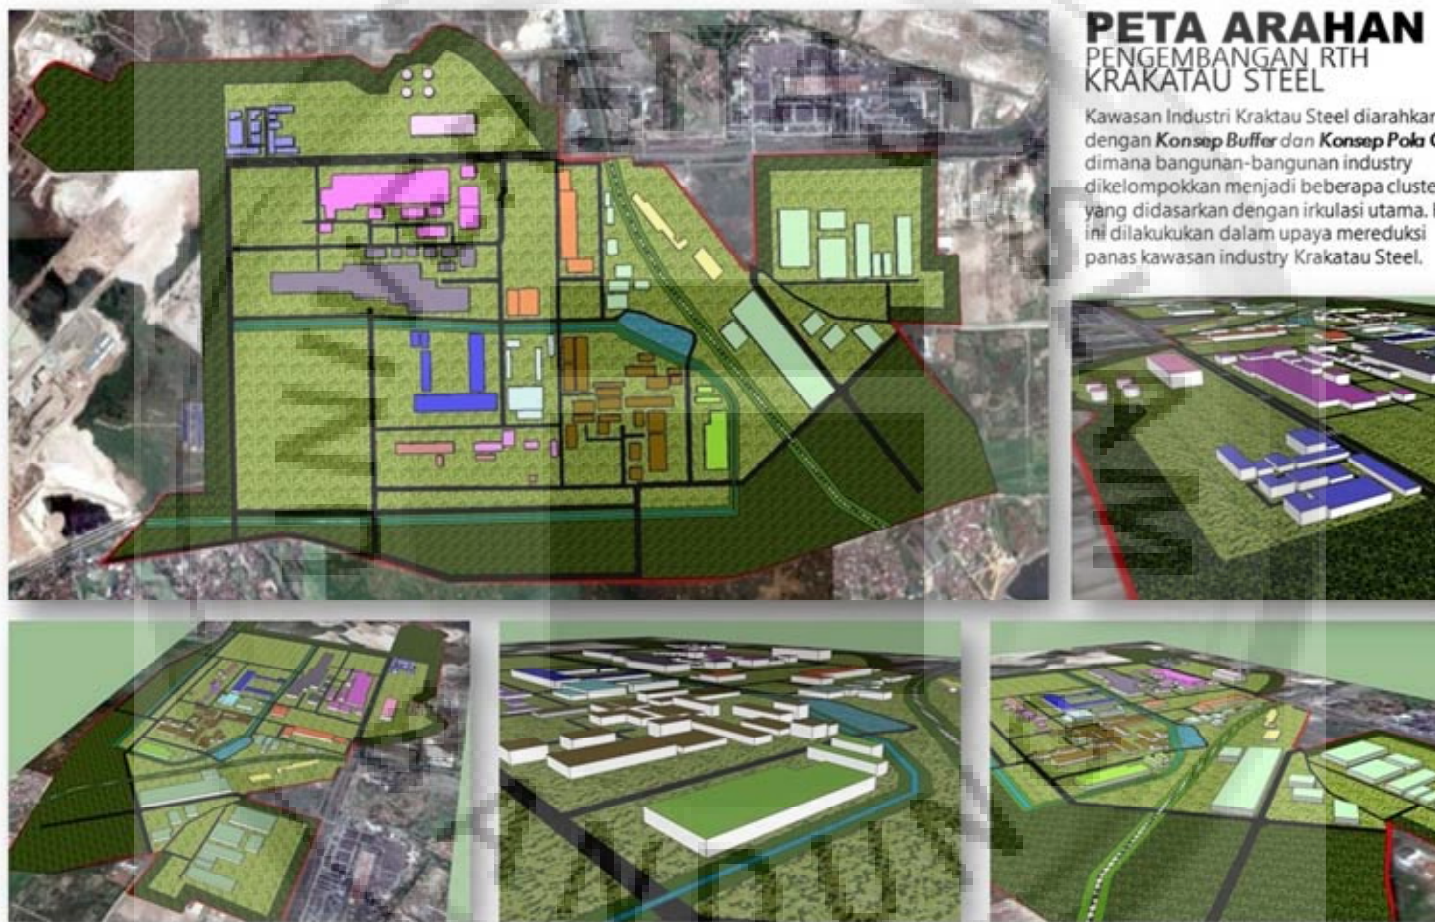 PETA ARAHAN
PENGEMBANGAN RTH
KRAKATAU STEEL
Kawasan Industri Kraktau Steel diarahkan
dengan Konsep Buffer dan Konsep Pola
dimana bangunan-bangunan industry
dikelompokkan menjadi beberapa cluste
yang didasarkan dengan irkulasi utama.
ini dilakukukan dalam upaya mereduksi
panas kawasan industry Krakatau Steel.